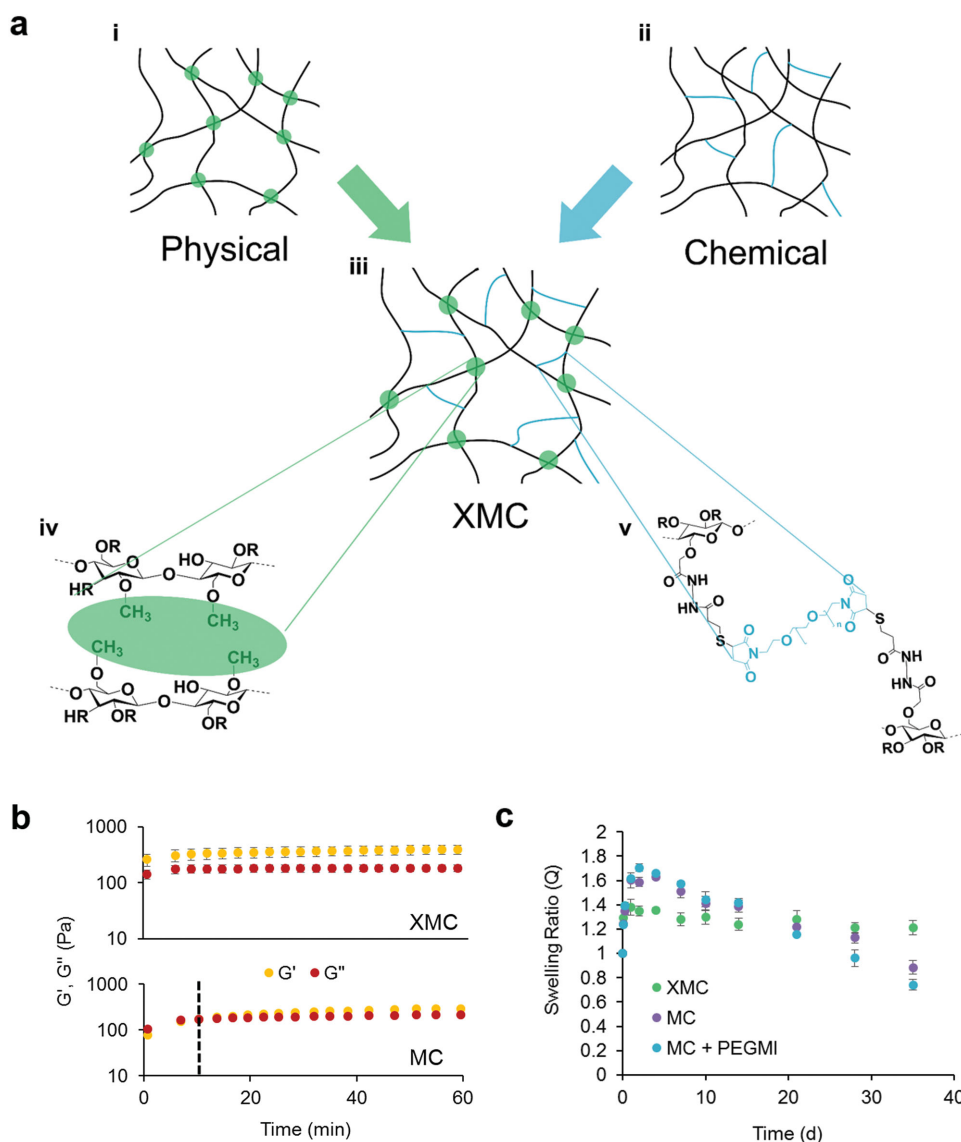 a
i
ii
Physical
Chemical
iii
XMC
iv
v
OR
HO
OR
O
O
O
HR
O
O
CH3
CH3
CH3
CH3
O
HO
O
O
O
O
HR
OR
OR
OR
RO
O
O
O
O
NH
HN
O
S
O
N
O
O
O
n
O
N
O
S
O
NH
HN
O
O
O
O
RO
OR
b
1000
100
10
XMC
G', G" (Pa)
G'
G"
1000
100
10
MC
0
20
40
60
Time (min)
c
Swelling Ratio (Q)
2
1.8
1.6
1.4
1.2
1
0.8
0.6
0.4
0.2
0
XMC
MC
MC + PEGMI
0
10
20
30
40
Time (d)